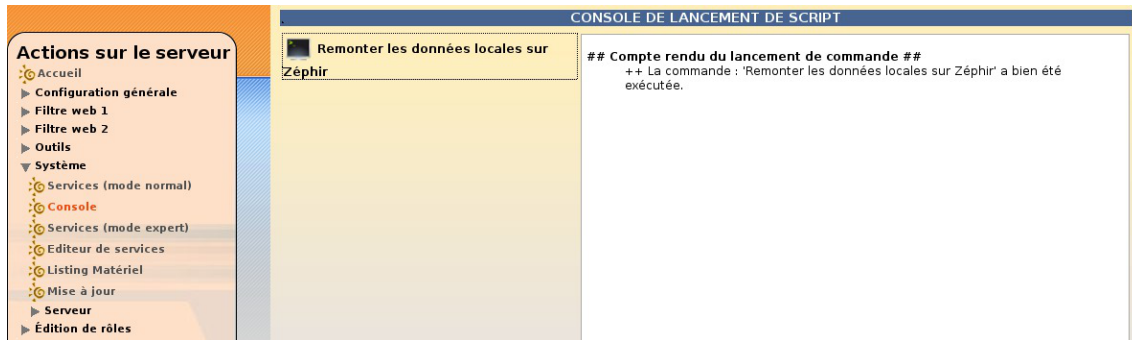 CONSOLE DE LANCEMENT DE SCRIPT
Actions sur le serveur
Accueil
Configuration générale
Filtre web 1
Filtre web 2
Outils
Système
Services (mode normal)
Console
Services (mode expert)
Editeur de services
Listing Matériel
Mise à jour
Serveur
Édition de rôles
.
Remonter les données locales sur
Zéphir
## Compte rendu du lancement de commande ##
++ La commande : 'Remonter les données locales sur Zéphir' a bien été
exécutée.